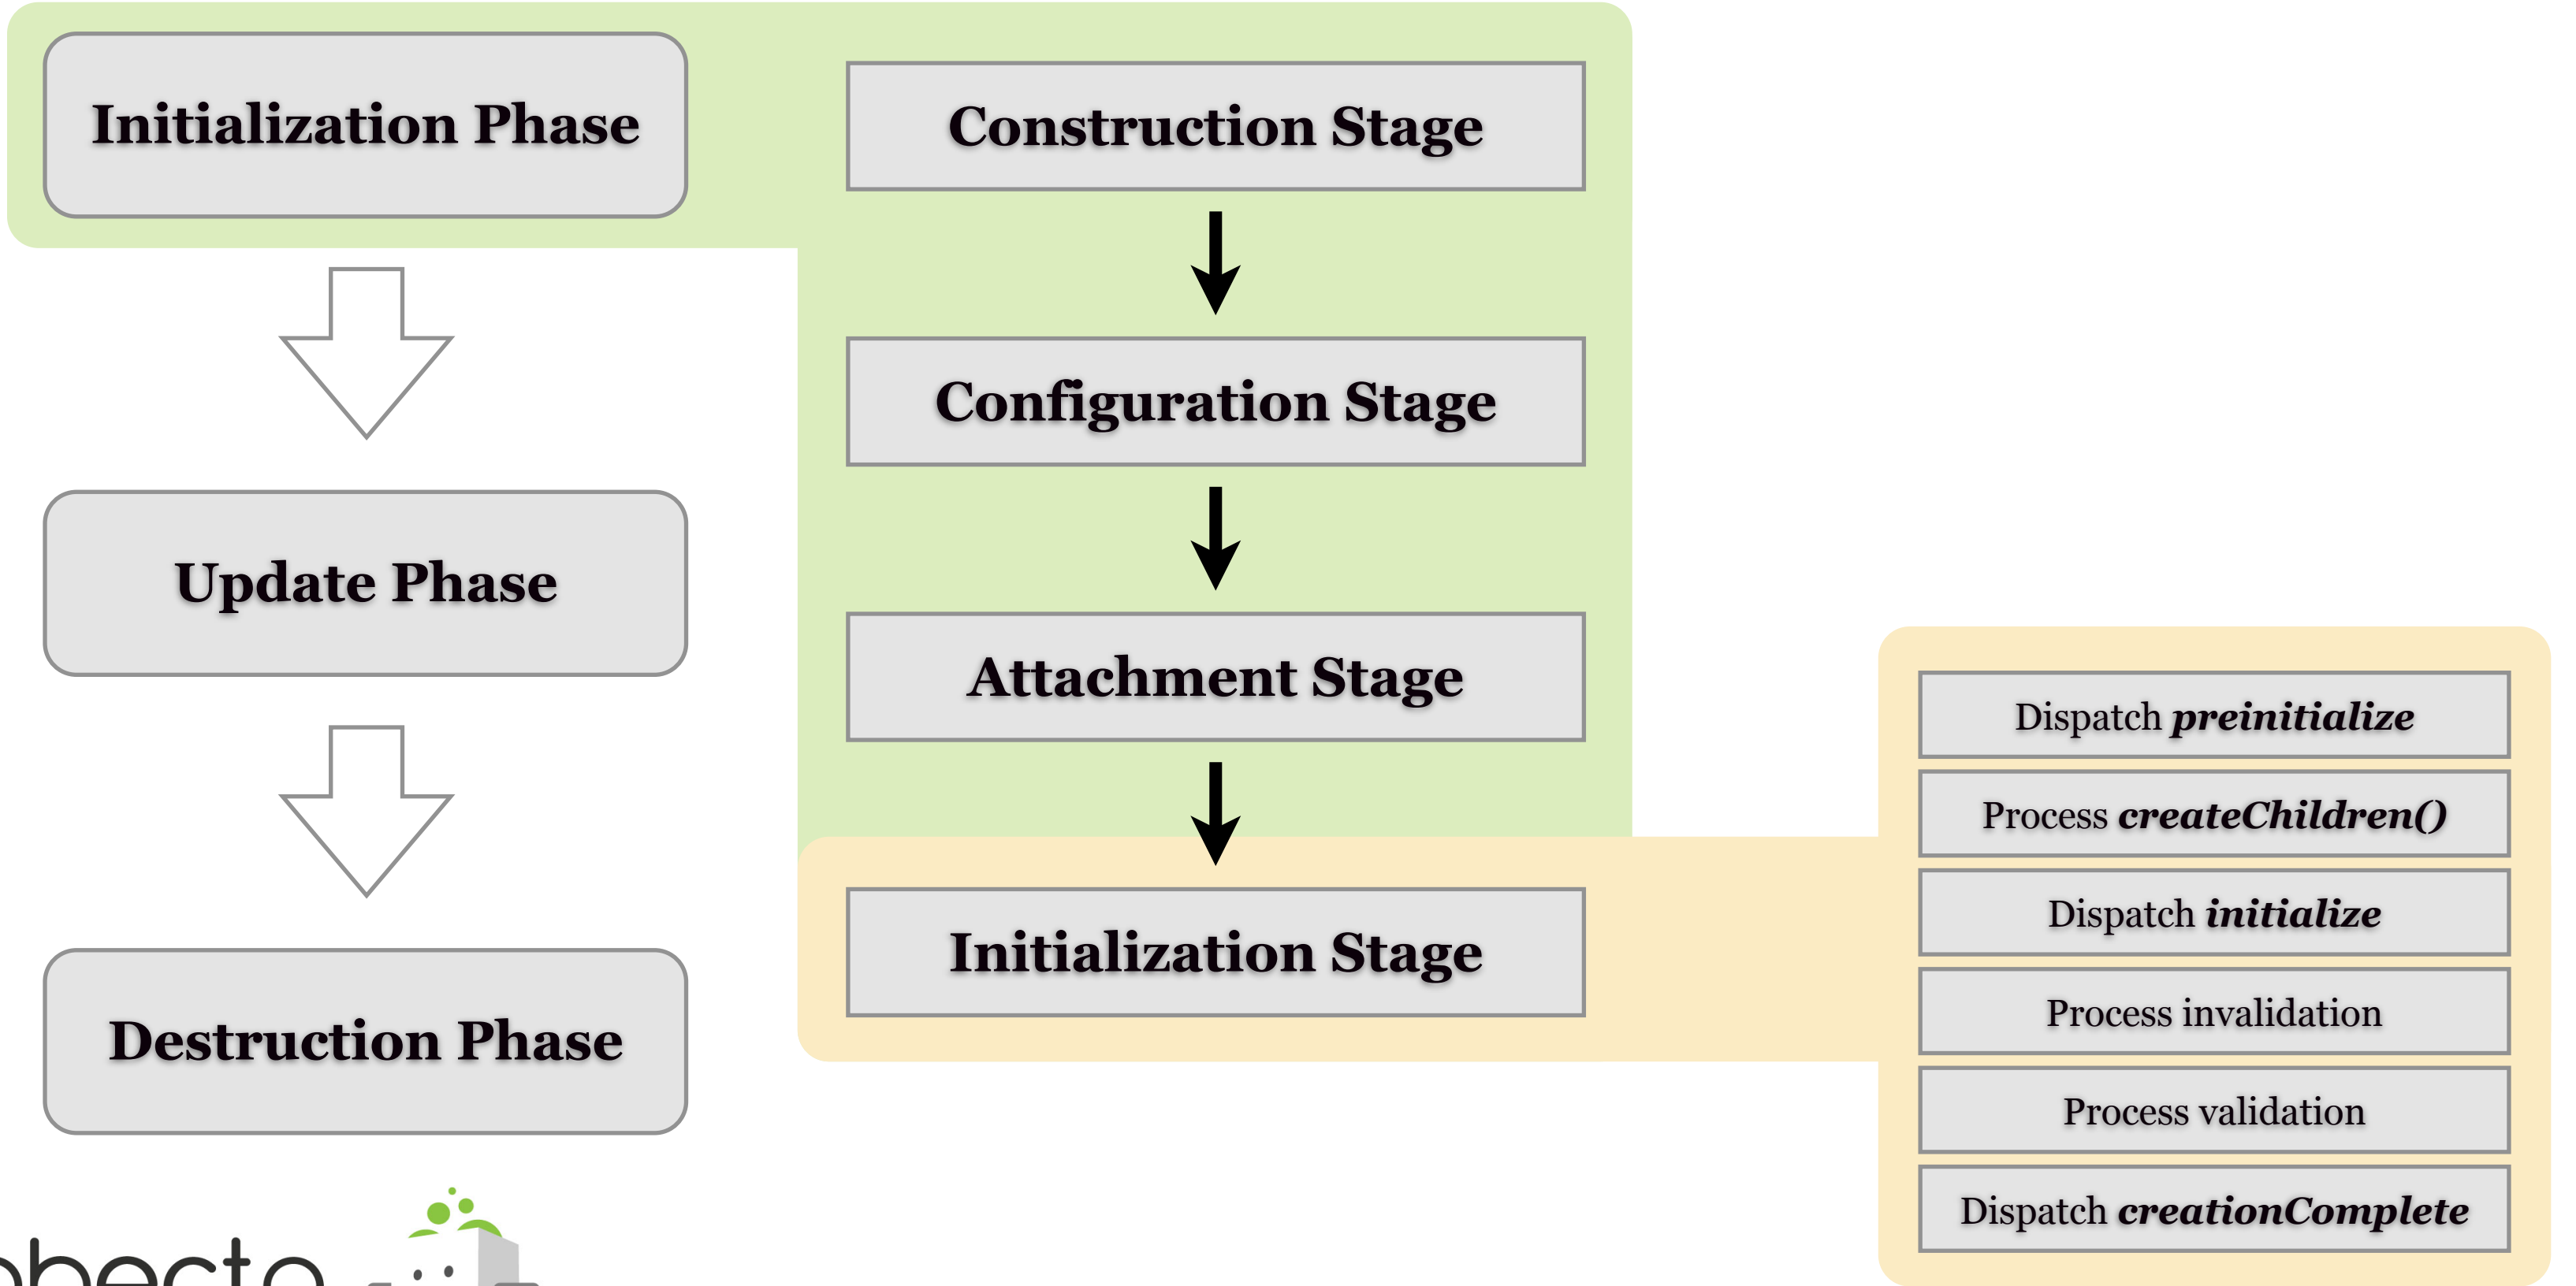 Initialization Phase
Update Phase
Destruction Phase
Construction Stage
Configuration Stage
Attachment Stage
Initialization Stage
Dispatch preinitialize
Process createChildren()
Dispatch initialize
Process invalidation
Process validation
Dispatch creationComplete